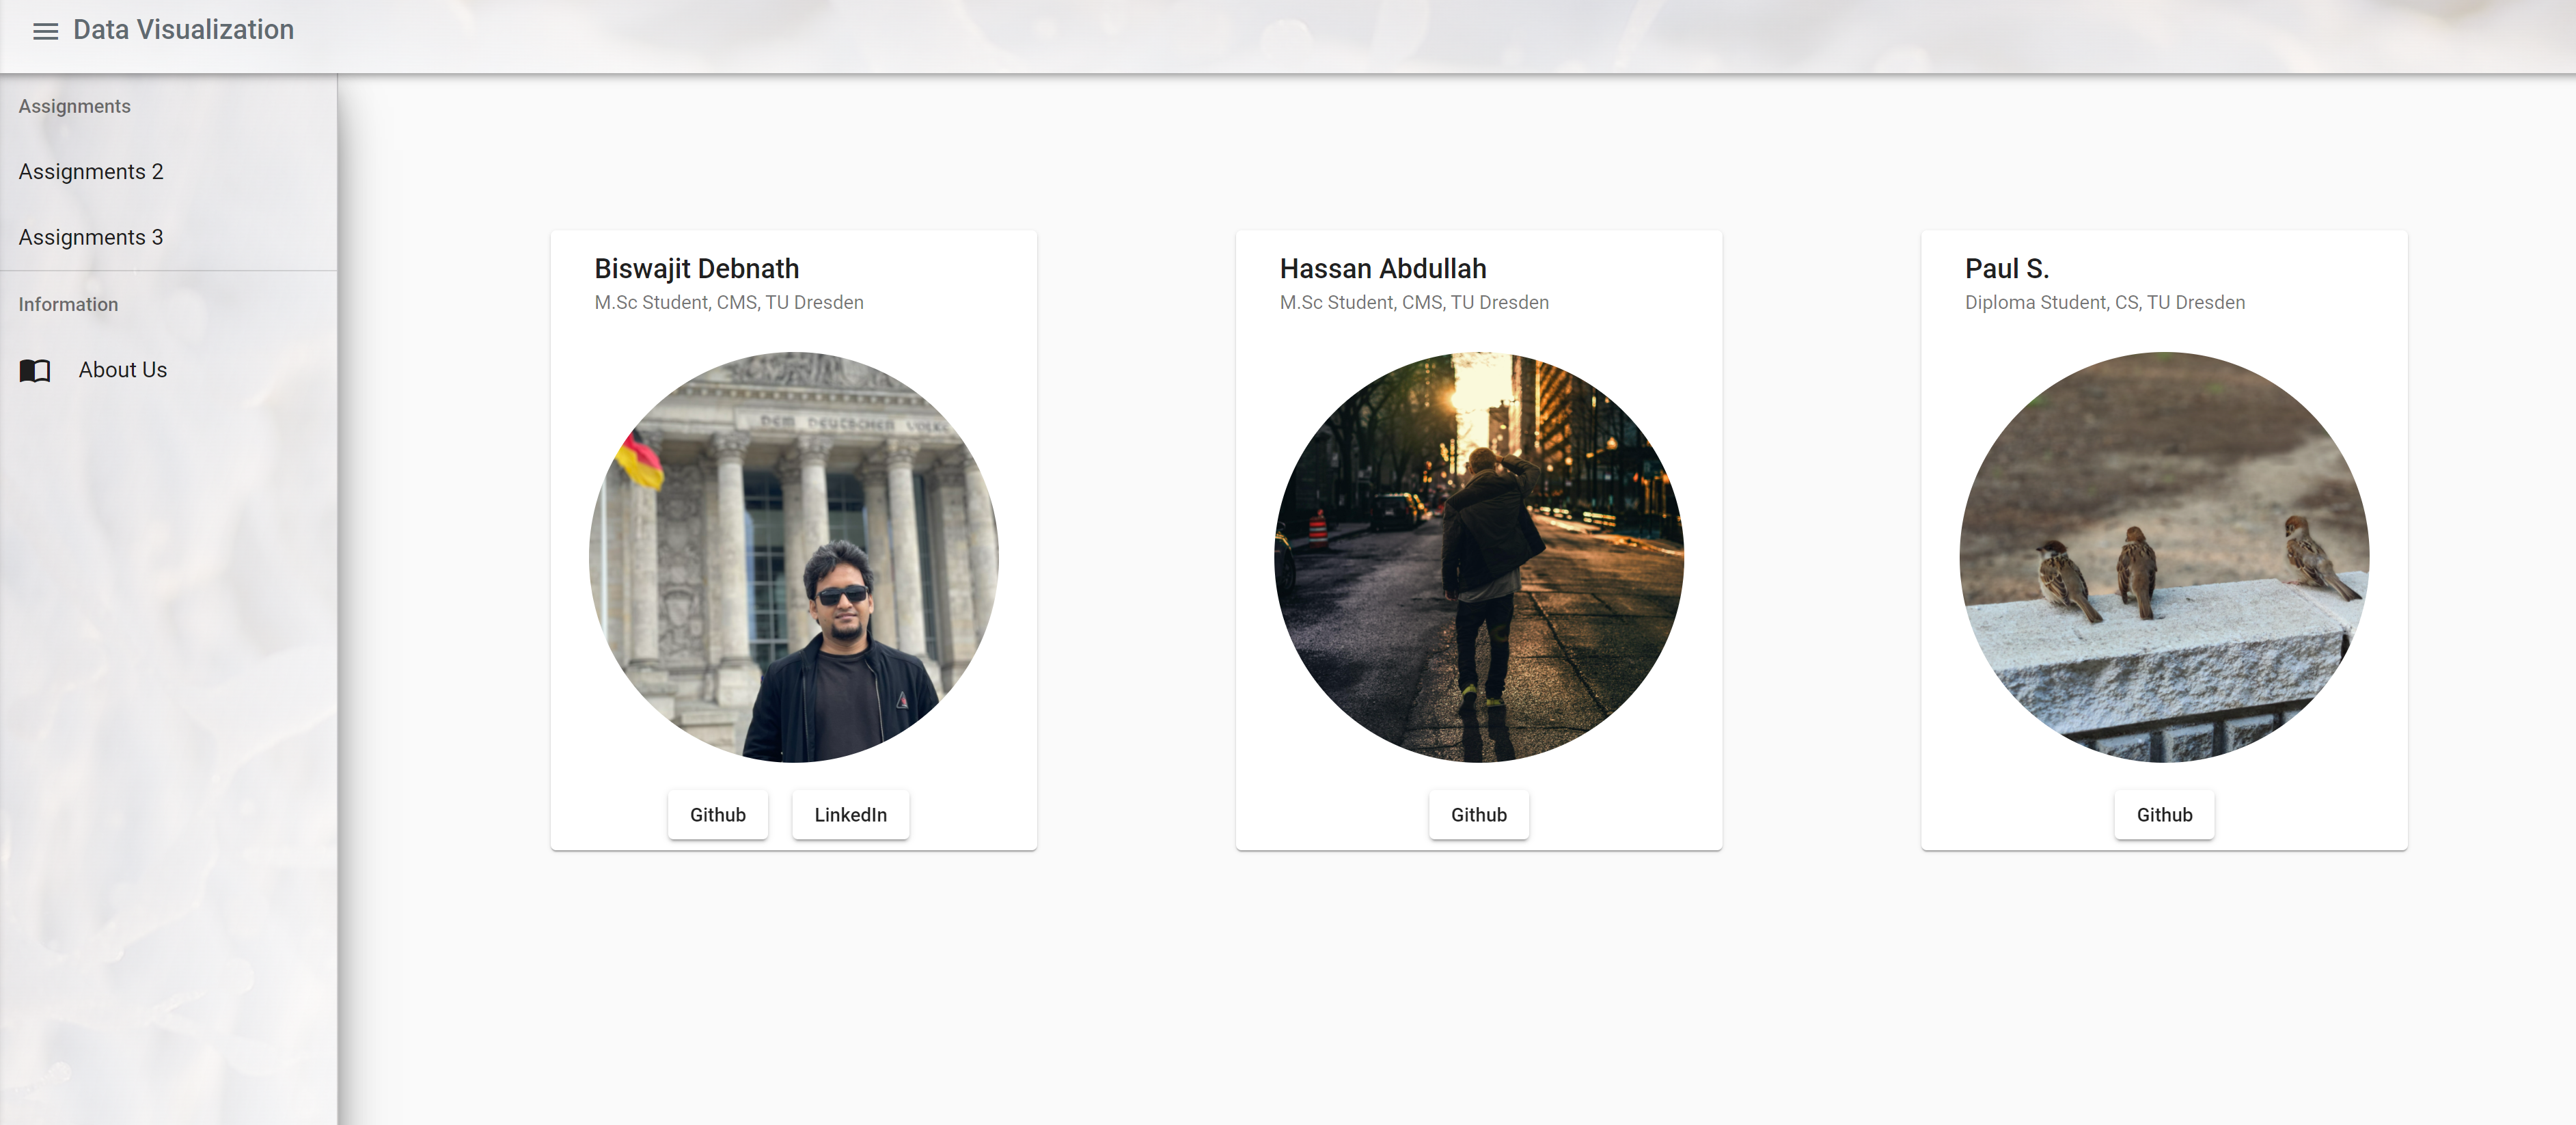 Data Visualization
Assignments
Assignments 2
Assignments 3
Information
About Us
Biswajit Debnath
M.Sc Student, CMS, TU Dresden
DEM DEUTSCHEN VOLKE
Github
LinkedIn
Hassan Abdullah
M.Sc Student, CMS, TU Dresden
Github
Paul S.
Diploma Student, CS, TU Dresden
Github